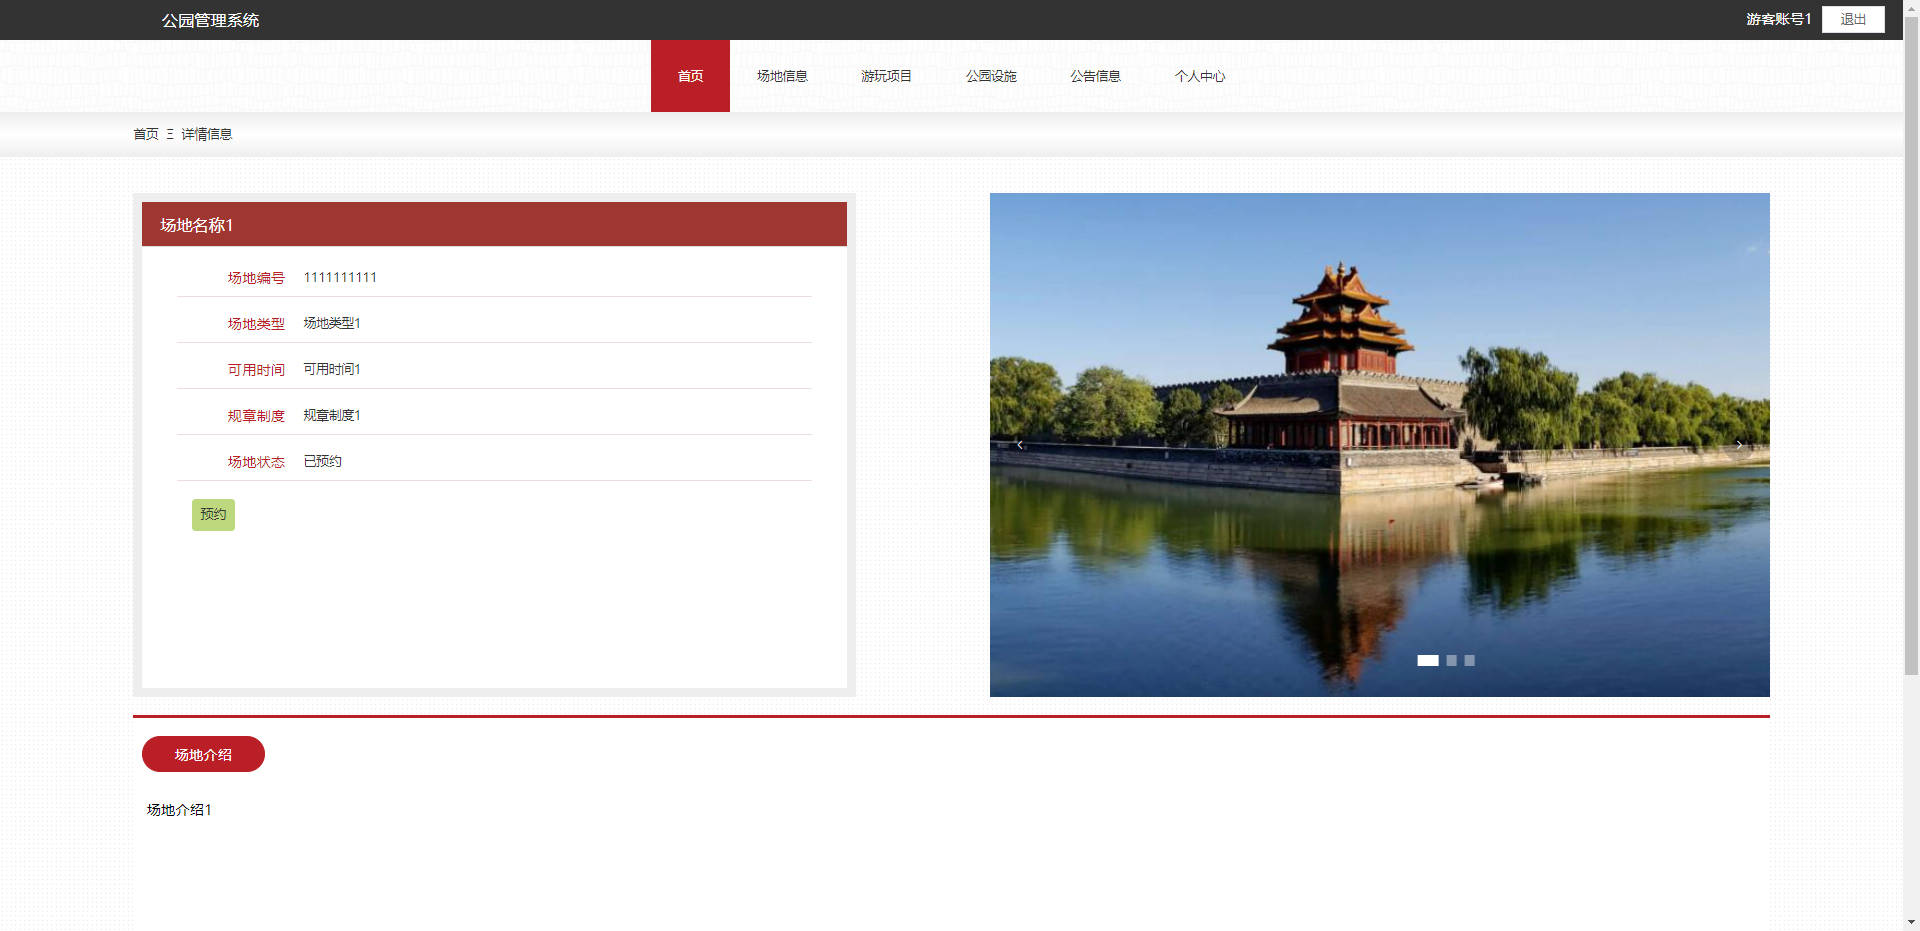 公园管理系统
游客账号1 退出
首页 场地信息 游玩项目 公园设施 公告信息 个人中心
首页 Ξ 详情信息
场地名称1
场地编号 1111111111
场地类型 场地类型1
可用时间 可用时间1
规章制度 规章制度1
场地状态 已预约
预约
场地介绍
场地介绍1